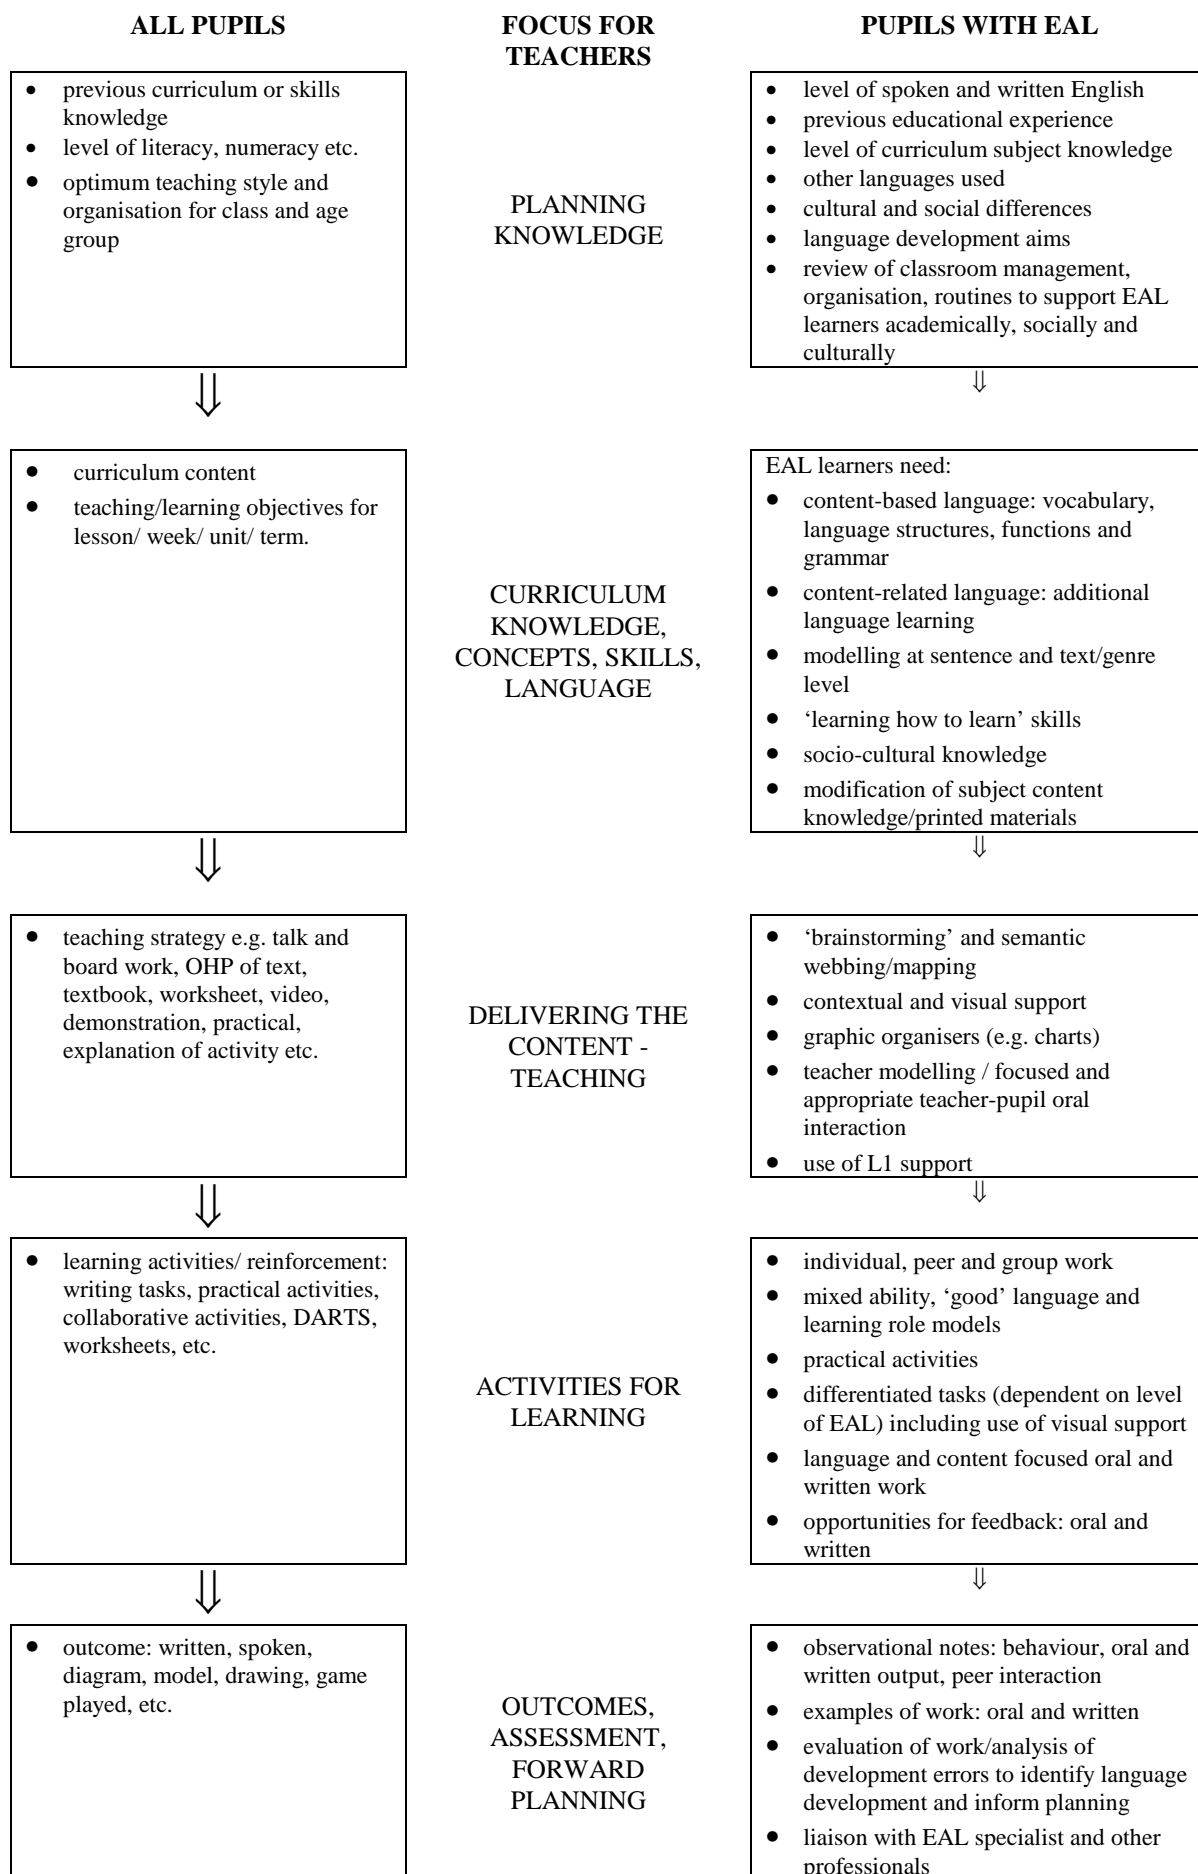 ALL PUPILS
FOCUS FOR
TEACHERS
PUPILS WITH EAL
• previous curriculum or skills
knowledge
• level of literacy, numeracy etc.
• optimum teaching style and
organisation for class and age
group
PLANNING
KNOWLEDGE
• level of spoken and written English
• previous educational experience
• level of curriculum subject knowledge
• other languages used
• cultural and social differences
• language development aims
• review of classroom management,
organisation, routines to support EAL
learners academically, socially and
culturally
⇓
⇓
• curriculum content
• teaching/learning objectives for
lesson/ week/ unit/ term.
CURRICULUM
KNOWLEDGE,
CONCEPTS, SKILLS,
LANGUAGE
EAL learners need:
• content-based language: vocabulary,
language structures, functions and
grammar
• content-related language: additional
language learning
• modelling at sentence and text/genre
level
• ‘learning how to learn’ skills
• socio-cultural knowledge
• modification of subject content
knowledge/printed materials
⇓
⇓
• teaching strategy e.g. talk and
board work, OHP of text,
textbook, worksheet, video,
demonstration, practical,
explanation of activity etc.
DELIVERING THE
CONTENT -
TEACHING
• ‘brainstorming’ and semantic
webbing/mapping
• contextual and visual support
• graphic organisers (e.g. charts)
• teacher modelling / focused and
appropriate teacher-pupil oral
interaction
• use of L1 support
⇓
⇓
• learning activities/ reinforcement:
writing tasks, practical activities,
collaborative activities, DARTS,
worksheets, etc.
ACTIVITIES FOR
LEARNING
• individual, peer and group work
• mixed ability, ‘good’ language and
learning role models
• practical activities
• differentiated tasks (dependent on level
of EAL) including use of visual support
• language and content focused oral and
written work
• opportunities for feedback: oral and
written
⇓
⇓
• outcome: written, spoken,
diagram, model, drawing, game
played, etc.
OUTCOMES,
ASSESSMENT,
FORWARD
PLANNING
• observational notes: behaviour, oral and
written output, peer interaction
• examples of work: oral and written
• evaluation of work/analysis of
development errors to identify language
development and inform planning
• liaison with EAL specialist and other
professionals